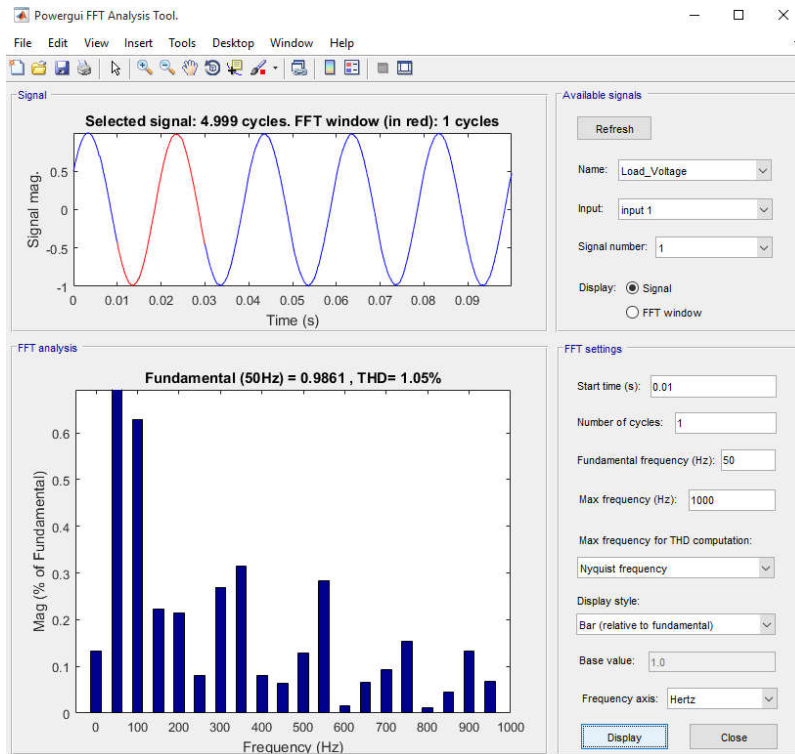 Powergui FFT Analysis Tool.
File Edit View Insert Tools Desktop Window Help
Signal
Selected signal: 4.999 cycles. FFT window (in red): 1 cycles
Signal mag.
0.5
0
-0.5
-1
0 0.01 0.02 0.03 0.04 0.05 0.06 0.07 0.08 0.09
Time (s)
Available signals
Refresh
Name: Load_Voltage
Input: input 1
Signal number: 1
Display: Signal
FFT window
FFT analysis
Fundamental (50Hz) = 0.9861 , THD= 1.05%
Mag (% of Fundamental)
0.6
0.5
0.4
0.3
0.2
0.1
0
0 100 200 300 400 500 600 700 800 900 1000
Frequency (Hz)
FFT settings
Start time (s): 0.01
Number of cycles: 1
Fundamental frequency (Hz): 50
Max frequency (Hz): 1000
Max frequency for THD computation:
Nyquist frequency
Display style:
Bar (relative to fundamental)
Base value: 1.0
Frequency axis: Hertz
Display Close